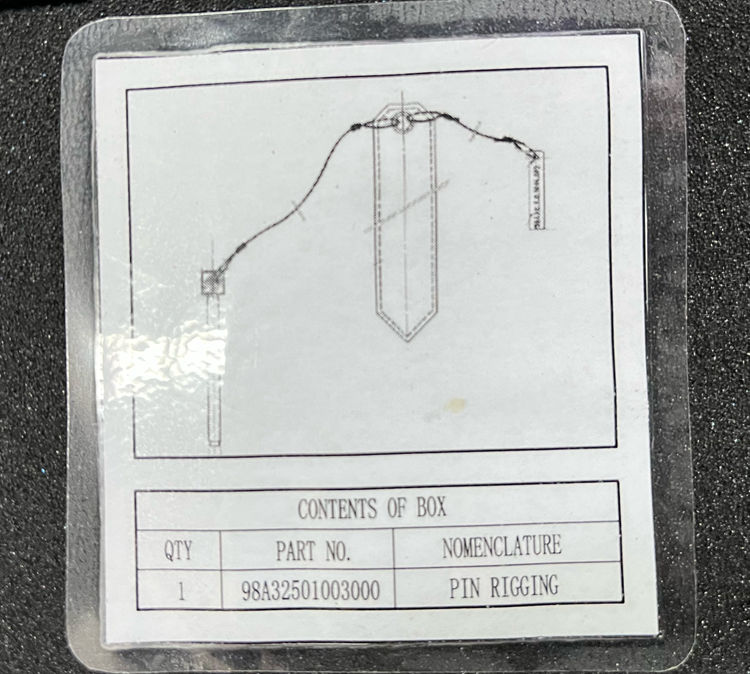 CONTENTS OF BOX
QTY PART NO. NOMENCLATURE
1 98A32501003000 PIN RIGGING